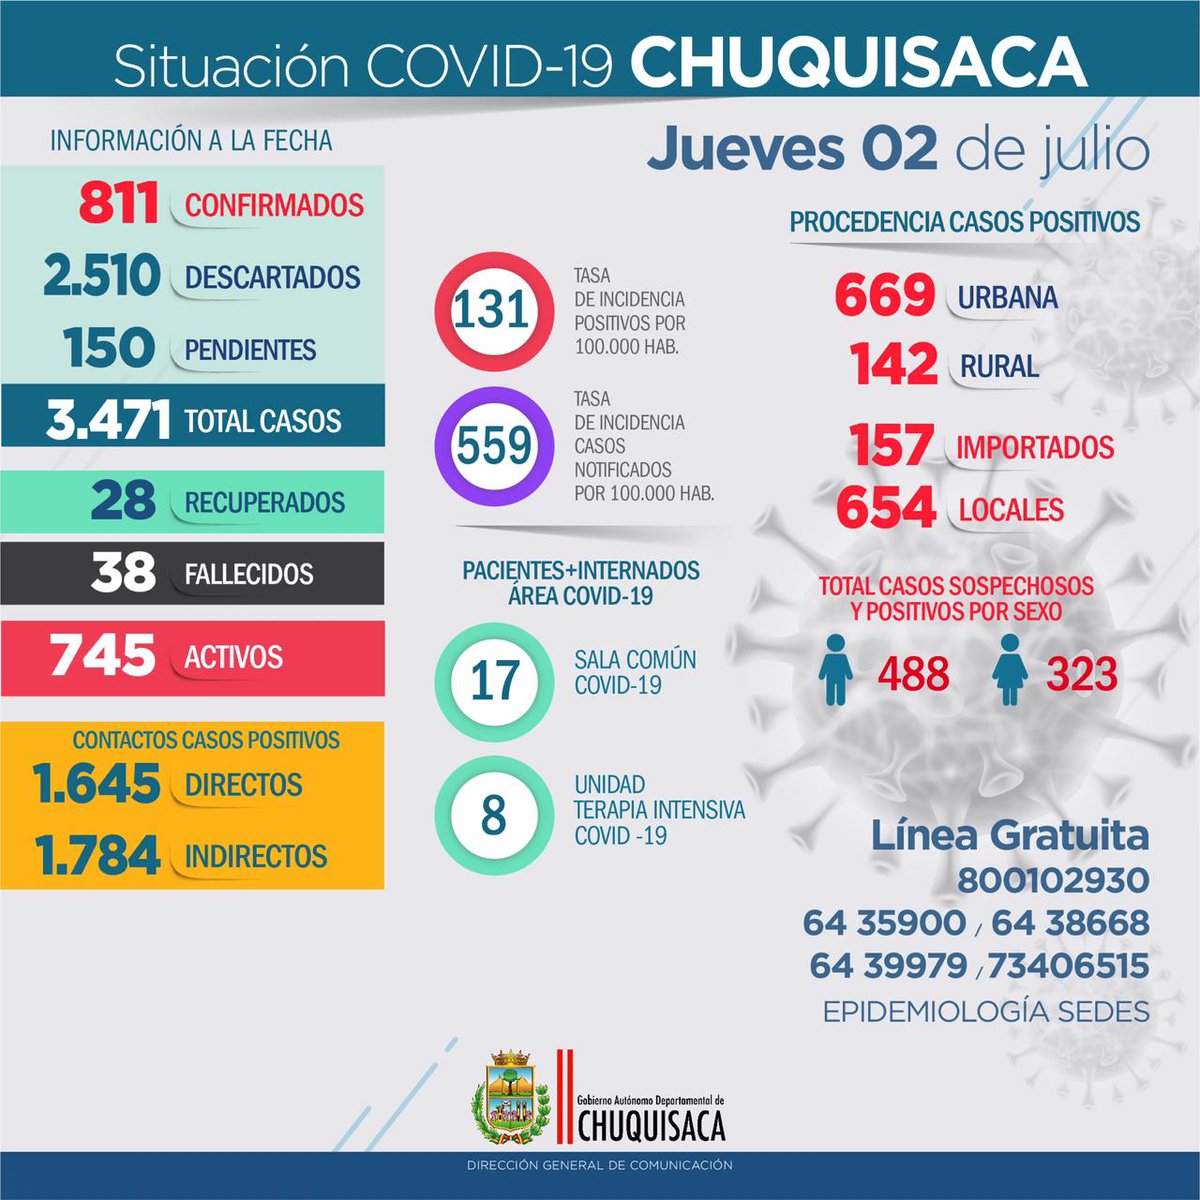 Situación COVID-19 CHUQUISACA
INFORMACIÓN A LA FECHA
811 CONFIRMADOS
2.510 DESCARTADOS
150 PENDIENTES
3.471 TOTAL CASOS
28 RECUPERADOS
38 FALLECIDOS
745 ACTIVOS
CONTACTOS CASOS POSITIVOS
1.645 DIRECTOS
1.784 INDIRECTOS
131
TASA
DE INCIDENCIA
POSITIVOS POR
100.000 HAB.
559
TASA
DE INCIDENCIA
CASOS
NOTIFICADOS
POR 100.000 HAB.
PACIENTES+INTERNADOS
ÁREA COVID-19
17
SALA COMÚN
COVID-19
8
UNIDAD
TERAPIA INTENSIVA
COVID -19
Jueves 02 de julio
PROCEDENCIA CASOS POSITIVOS
669 URBANA
142 RURAL
157 IMPORTADOS
654 LOCALES
TOTAL CASOS SOSPECHOSOS
Y POSITIVOS POR SEXO
488 323
Línea Gratuita
800102930
64 35900 / 64 38668
64 39979 / 73406515
EPIDEMIOLOGÍA SEDES
Gobierno Autónomo Departamental de
CHUQUISACA
DIRECCIÓN GENERAL DE COMUNICACIÓN